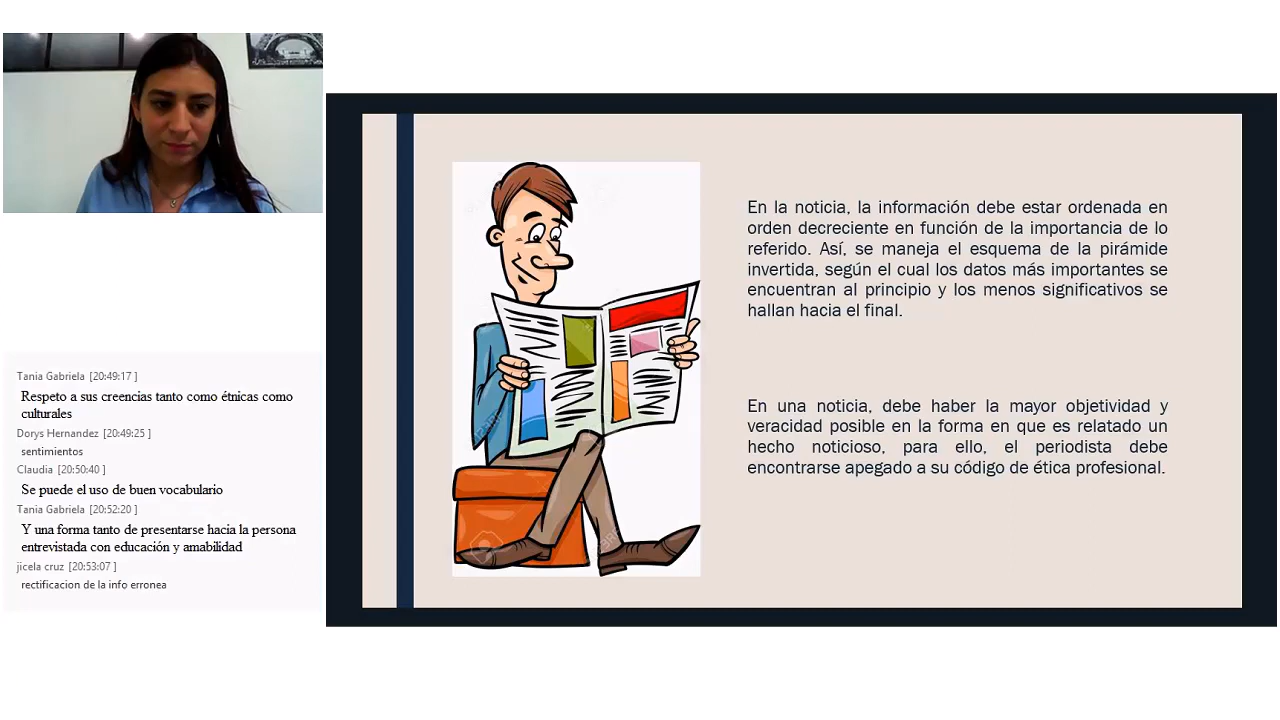 Tania Gabriela [20:49:17 ]
Respeto a sus creencias tanto como étnicas como
culturales
Dorys Hernandez [20:49:25 ]
sentimientos
Claudia [20:50:40 ]
Se puede el uso de buen vocabulario
Tania Gabriela [20:52:20 ]
Y una forma tanto de presentarse hacia la persona
entrevistada con educación y amabilidad
jicela cruz [20:53:07 ]
rectificacion de la info erronea
En la noticia, la información debe estar ordenada en
orden decreciente en función de la importancia de lo
referido. Así, se maneja el esquema de la pirámide
invertida, según el cual los datos más importantes se
encuentran al principio y los menos significativos se
hallan hacia el final.
En una noticia, debe haber la mayor objetividad y
veracidad posible en la forma en que es relatado un
hecho noticioso, para ello, el periodista debe
encontrarse apegado a su código de ética profesional.